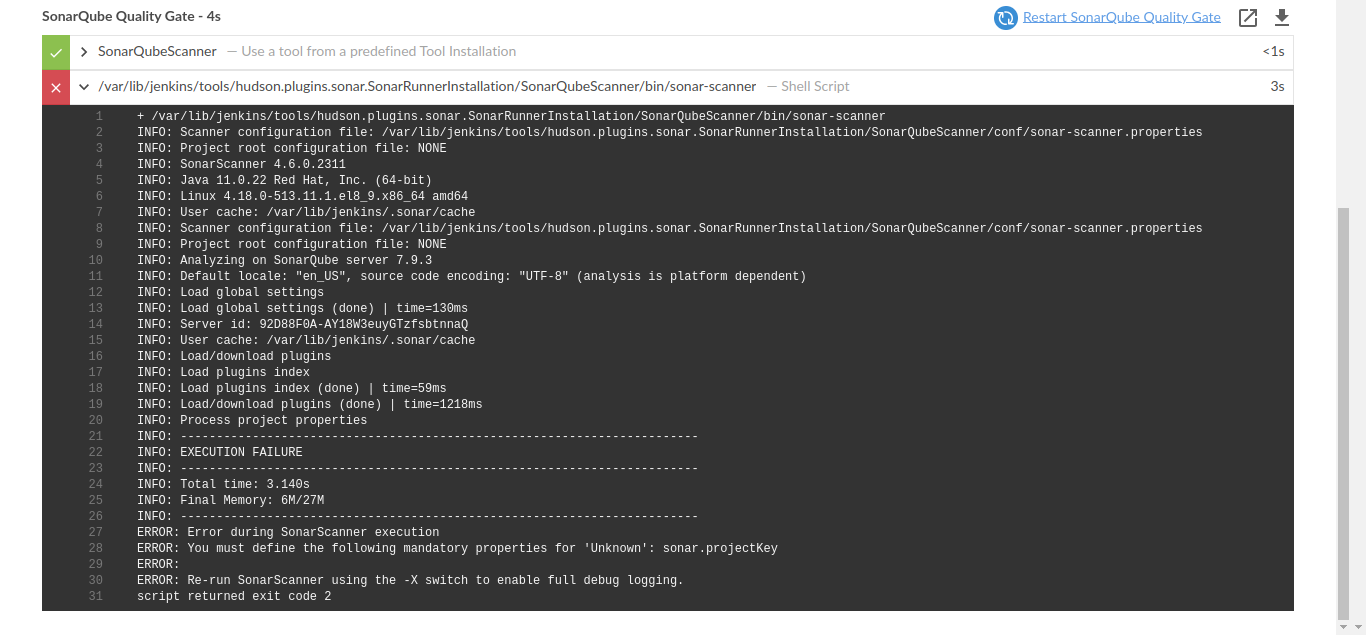 SonarQube Quality Gate - 4s
Restart SonarQube Quality Gate
SonarQubeScanner — Use a tool from a predefined Tool Installation <1s
/var/lib/jenkins/tools/hudson.plugins.sonar.SonarRunnerInstallation/SonarQubeScanner/bin/sonar-scanner — Shell Script 3s
1 + /var/lib/jenkins/tools/hudson.plugins.sonar.SonarRunnerInstallation/SonarQubeScanner/bin/sonar-scanner
2 INFO: Scanner configuration file: /var/lib/jenkins/tools/hudson.plugins.sonar.SonarRunnerInstallation/SonarQubeScanner/conf/sonar-scanner.properties
3 INFO: Project root configuration file: NONE
4 INFO: SonarScanner 4.6.0.2311
5 INFO: Java 11.0.22 Red Hat, Inc. (64-bit)
6 INFO: Linux 4.18.0-513.11.1.el8_9.x86_64 amd64
7 INFO: User cache: /var/lib/jenkins/.sonar/cache
8 INFO: Scanner configuration file: /var/lib/jenkins/tools/hudson.plugins.sonar.SonarRunnerInstallation/SonarQubeScanner/conf/sonar-scanner.properties
9 INFO: Project root configuration file: NONE
10 INFO: Analyzing on SonarQube server 7.9.3
11 INFO: Default locale: "en_US", source code encoding: "UTF-8" (analysis is platform dependent)
12 INFO: Load global settings
13 INFO: Load global settings (done) | time=130ms
14 INFO: Server id: 92D88F0A-AY18W3euyGTzfsbtnnaQ
15 INFO: User cache: /var/lib/jenkins/.sonar/cache
16 INFO: Load/download plugins
17 INFO: Load plugins index
18 INFO: Load plugins index (done) | time=59ms
19 INFO: Load/download plugins (done) | time=1218ms
20 INFO: Process project properties
21 INFO: ------------------------------------------------------------------------
22 INFO: EXECUTION FAILURE
23 INFO: ------------------------------------------------------------------------
24 INFO: Total time: 3.140s
25 INFO: Final Memory: 6M/27M
26 INFO: ------------------------------------------------------------------------
27 ERROR: Error during SonarScanner execution
28 ERROR: You must define the following mandatory properties for 'Unknown': sonar.projectKey
29 ERROR:
30 ERROR: Re-run SonarScanner using the -X switch to enable full debug logging.
31 script returned exit code 2